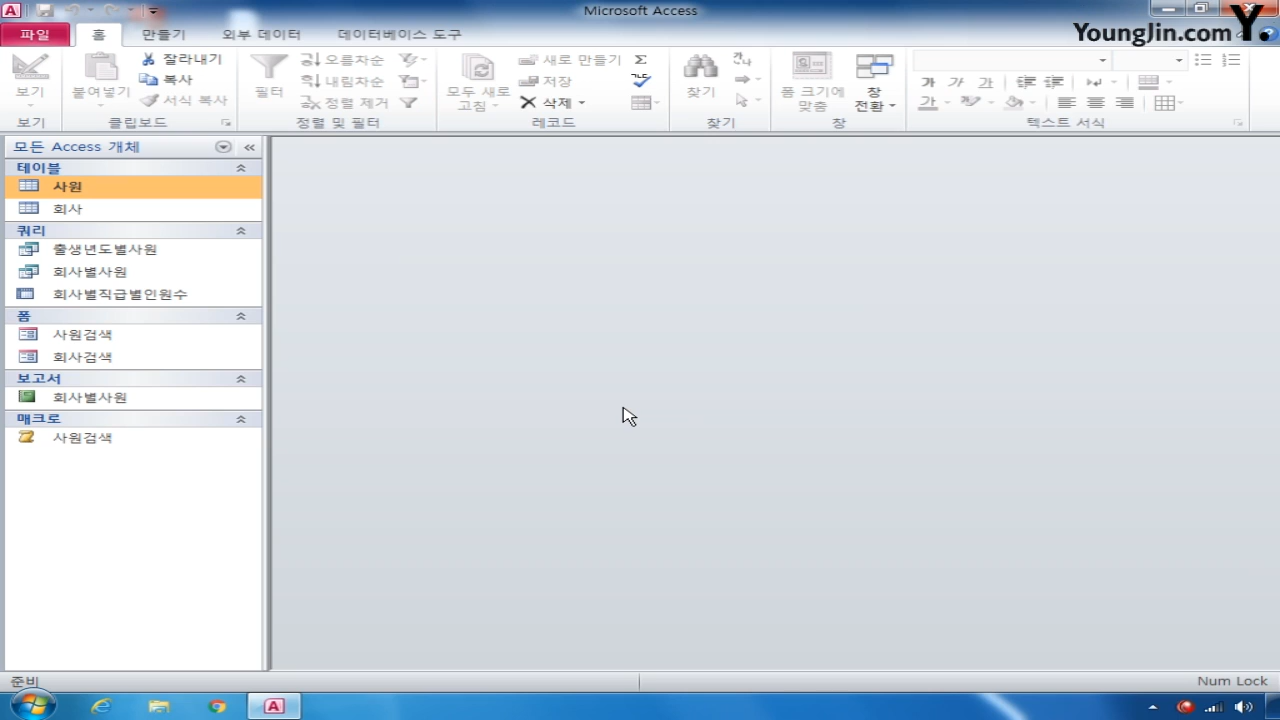 Microsoft Access
YoungJin.com Y.
파일 홈 만들기 외부 데이터 데이터베이스 도구
보기
보기
붙여넣기
잘라내기
복사
서식 복사
클립보드
필터
오름차순
내림차순
정렬 제거
정렬 및 필터
모두 새로
고침
새로 만들기
저장
삭제
레코드
찾기
찾기
폼 크기에
맞춤
창
전환
창
가 가 가
가
텍스트 서식
모든 Access 개체
테이블
사원
회사
쿼리
출생년도별사원
회사별사원
회사별직급별인원수
폼
사원검색
회사검색
보고서
회사별사원
매크로
사원검색
준비
Num Lock